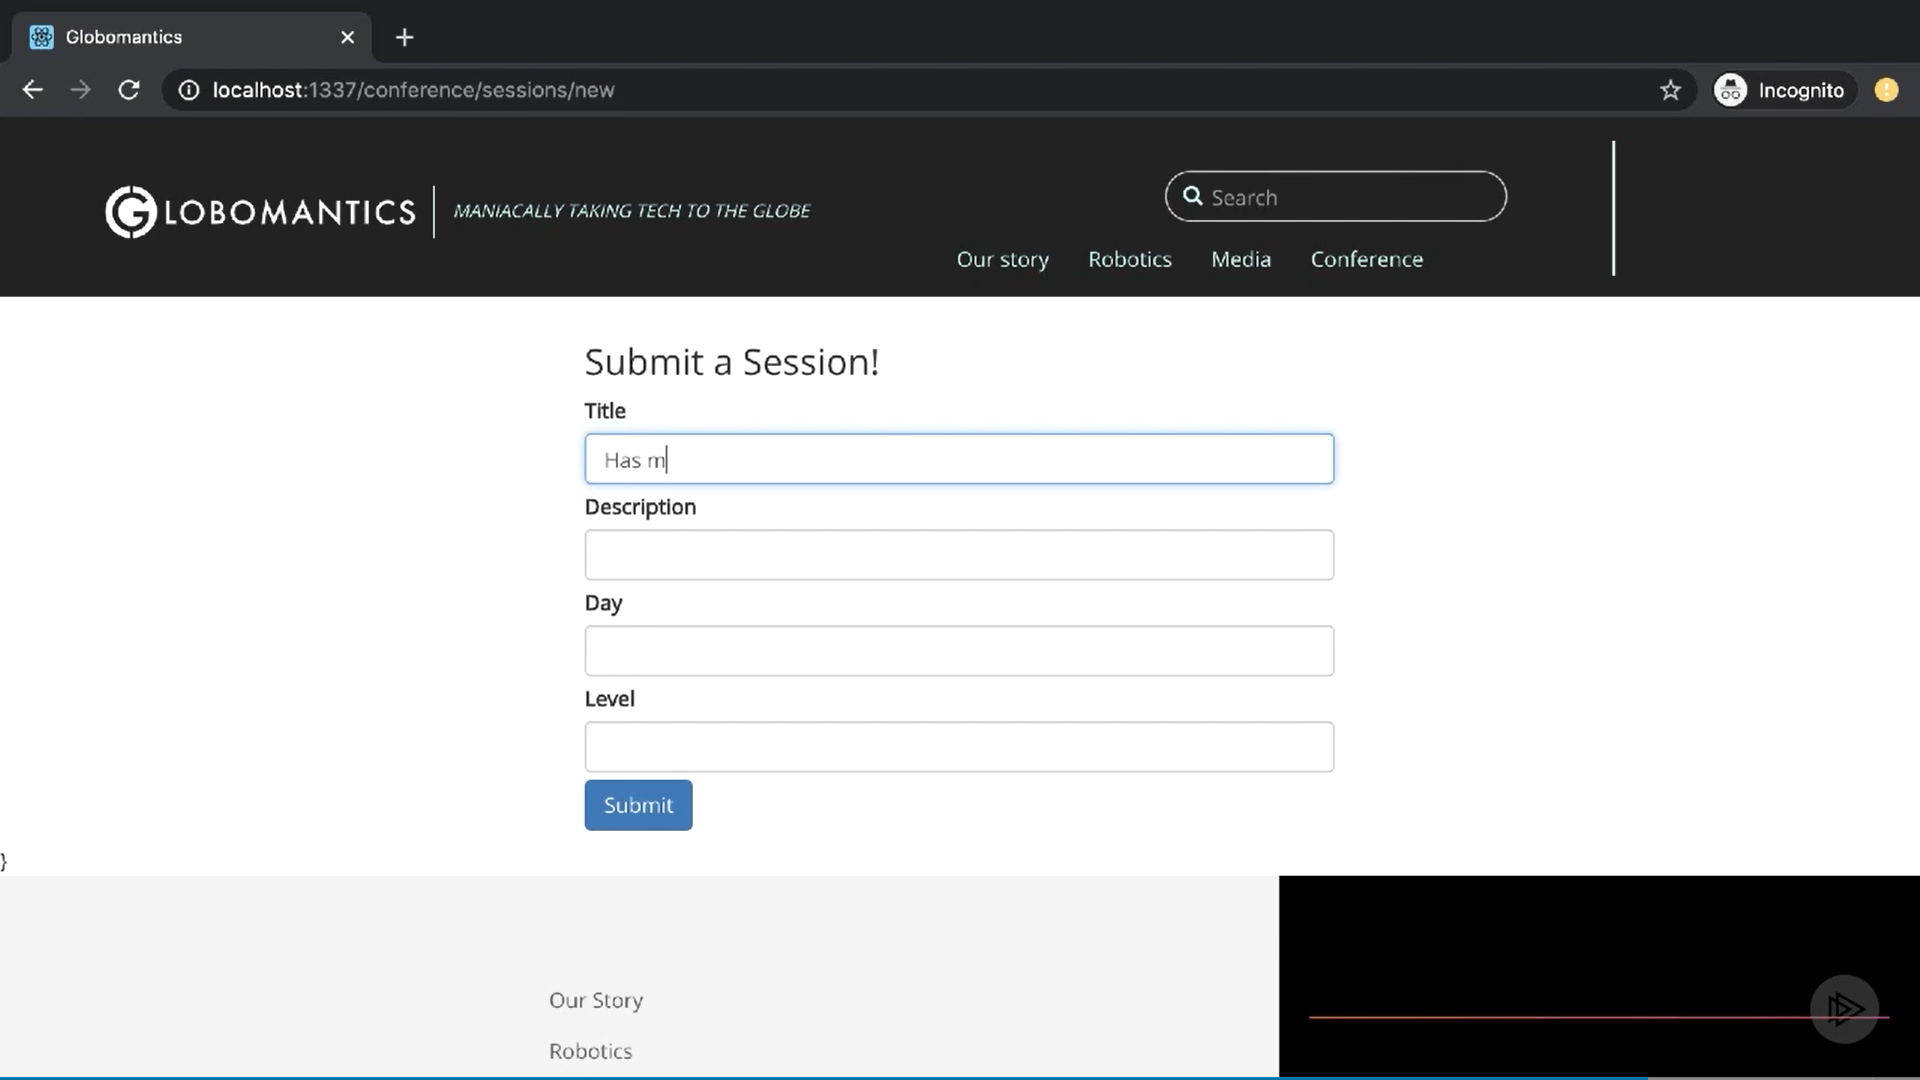 Globomantics
localhost:1337/conference/sessions/new
Incognito
GLOBOMANTICS
MANIACALLY TAKING TECH TO THE GLOBE
Search
Our story Robotics Media Conference
Submit a Session!
Title
Has m
Description
Day
Level
Submit
}
Our Story
Robotics